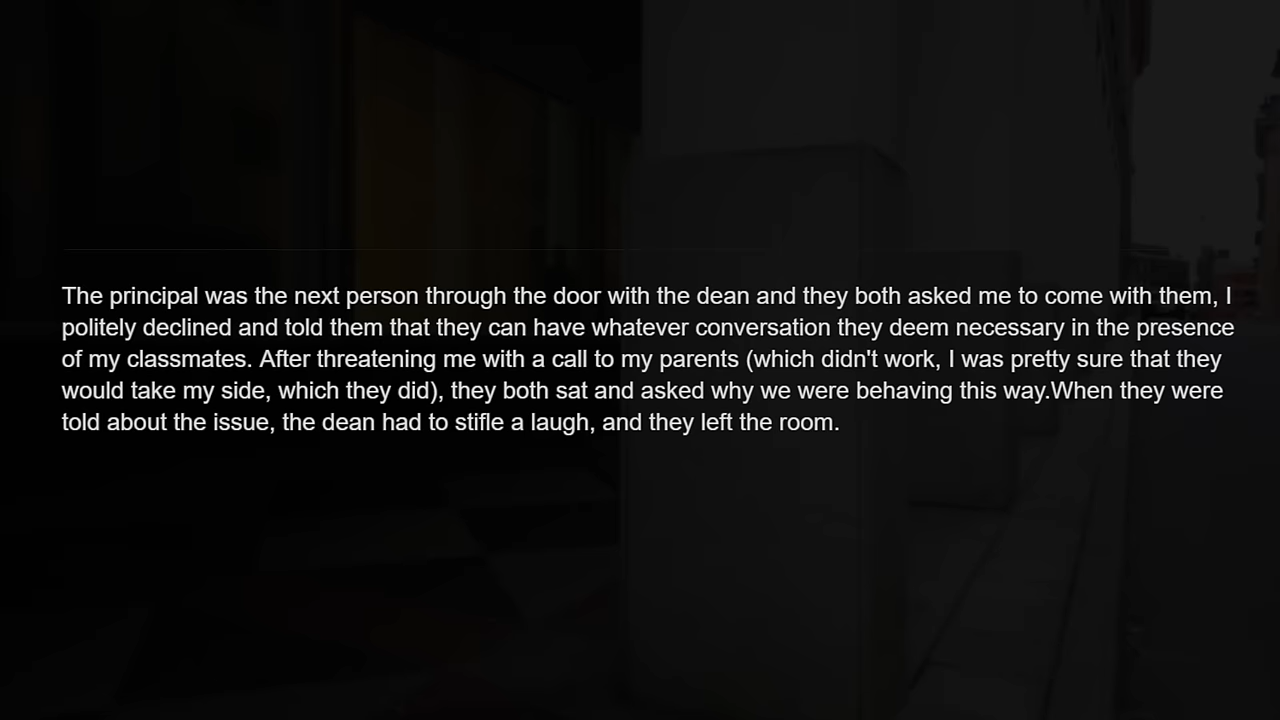 The principal was the next person through the door with the dean and they both asked me to come with them, I
politely declined and told them that they can have whatever conversation they deem necessary in the presence
of my classmates. After threatening me with a call to my parents (which didn't work, I was pretty sure that they
would take my side, which they did), they both sat and asked why we were behaving this way.When they were
told about the issue, the dean had to stifle a laugh, and they left the room.